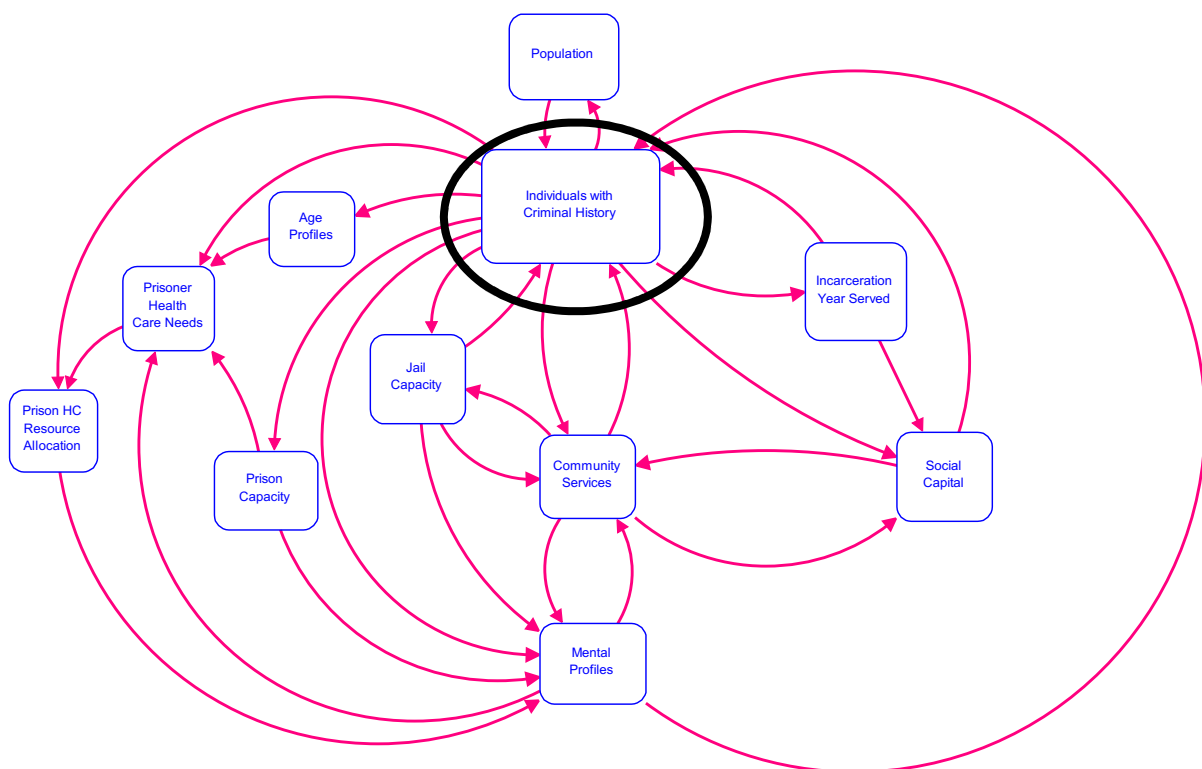 Population
Individuals with
Criminal History
Age
Profiles
Incarceration
Year Served
Prisoner
Health
Care Needs
Jail
Capacity
Prison HC
Resource
Allocation
Community
Services
Social
Capital
Prison
Capacity
Mental
Profiles